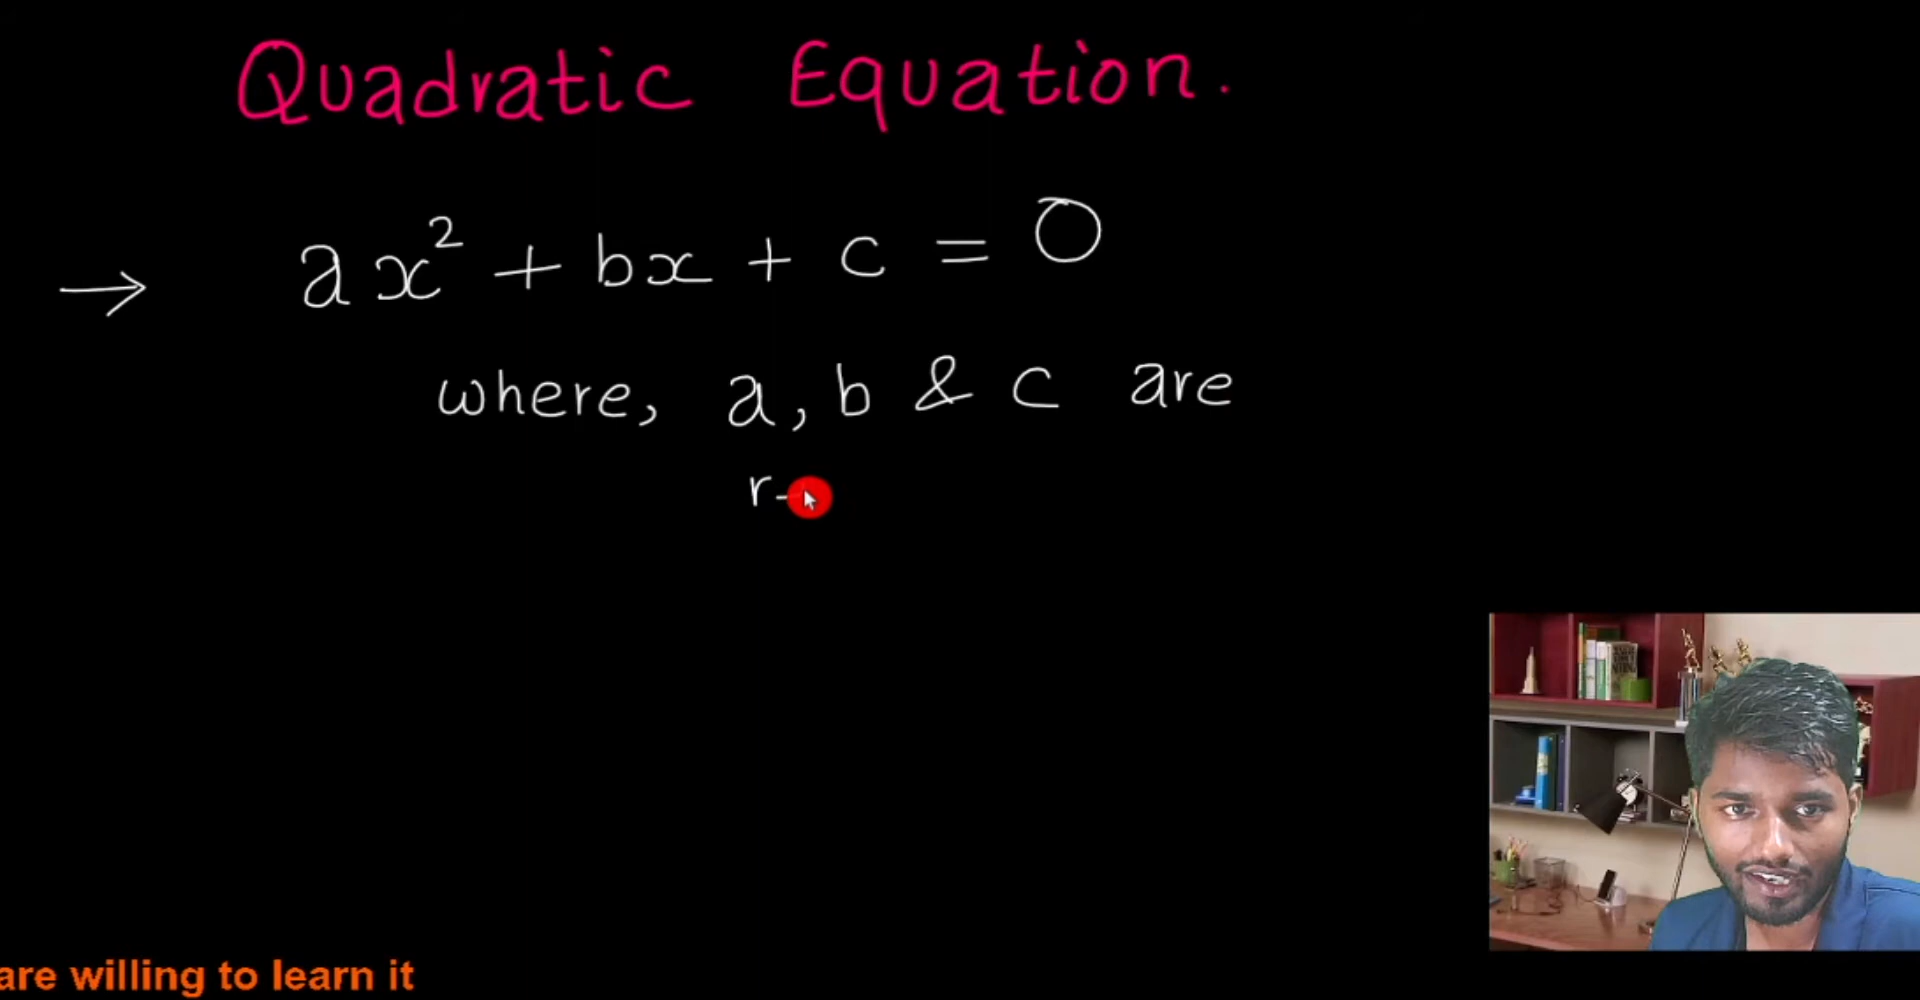 Quadratic Equation.
→ ax² + bx + c = 0
where, a, b & c are
r
are willing to learn it